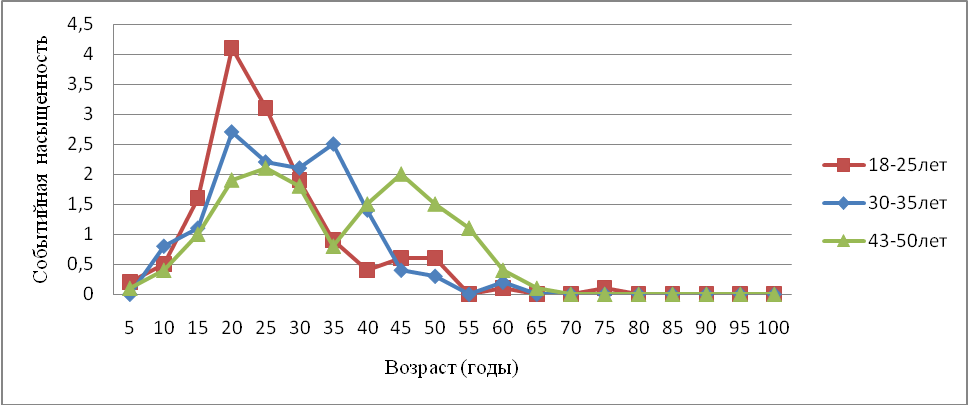 4,5
4
3,5
3
2,5
2
1,5
1
0,5
0
Событийная насыщенность
5 10 15 20 25 30 35 40 45 50 55 60 65 70 75 80 85 90 95 100
Возраст (годы)
18-25лет
30-35лет
43-50лет